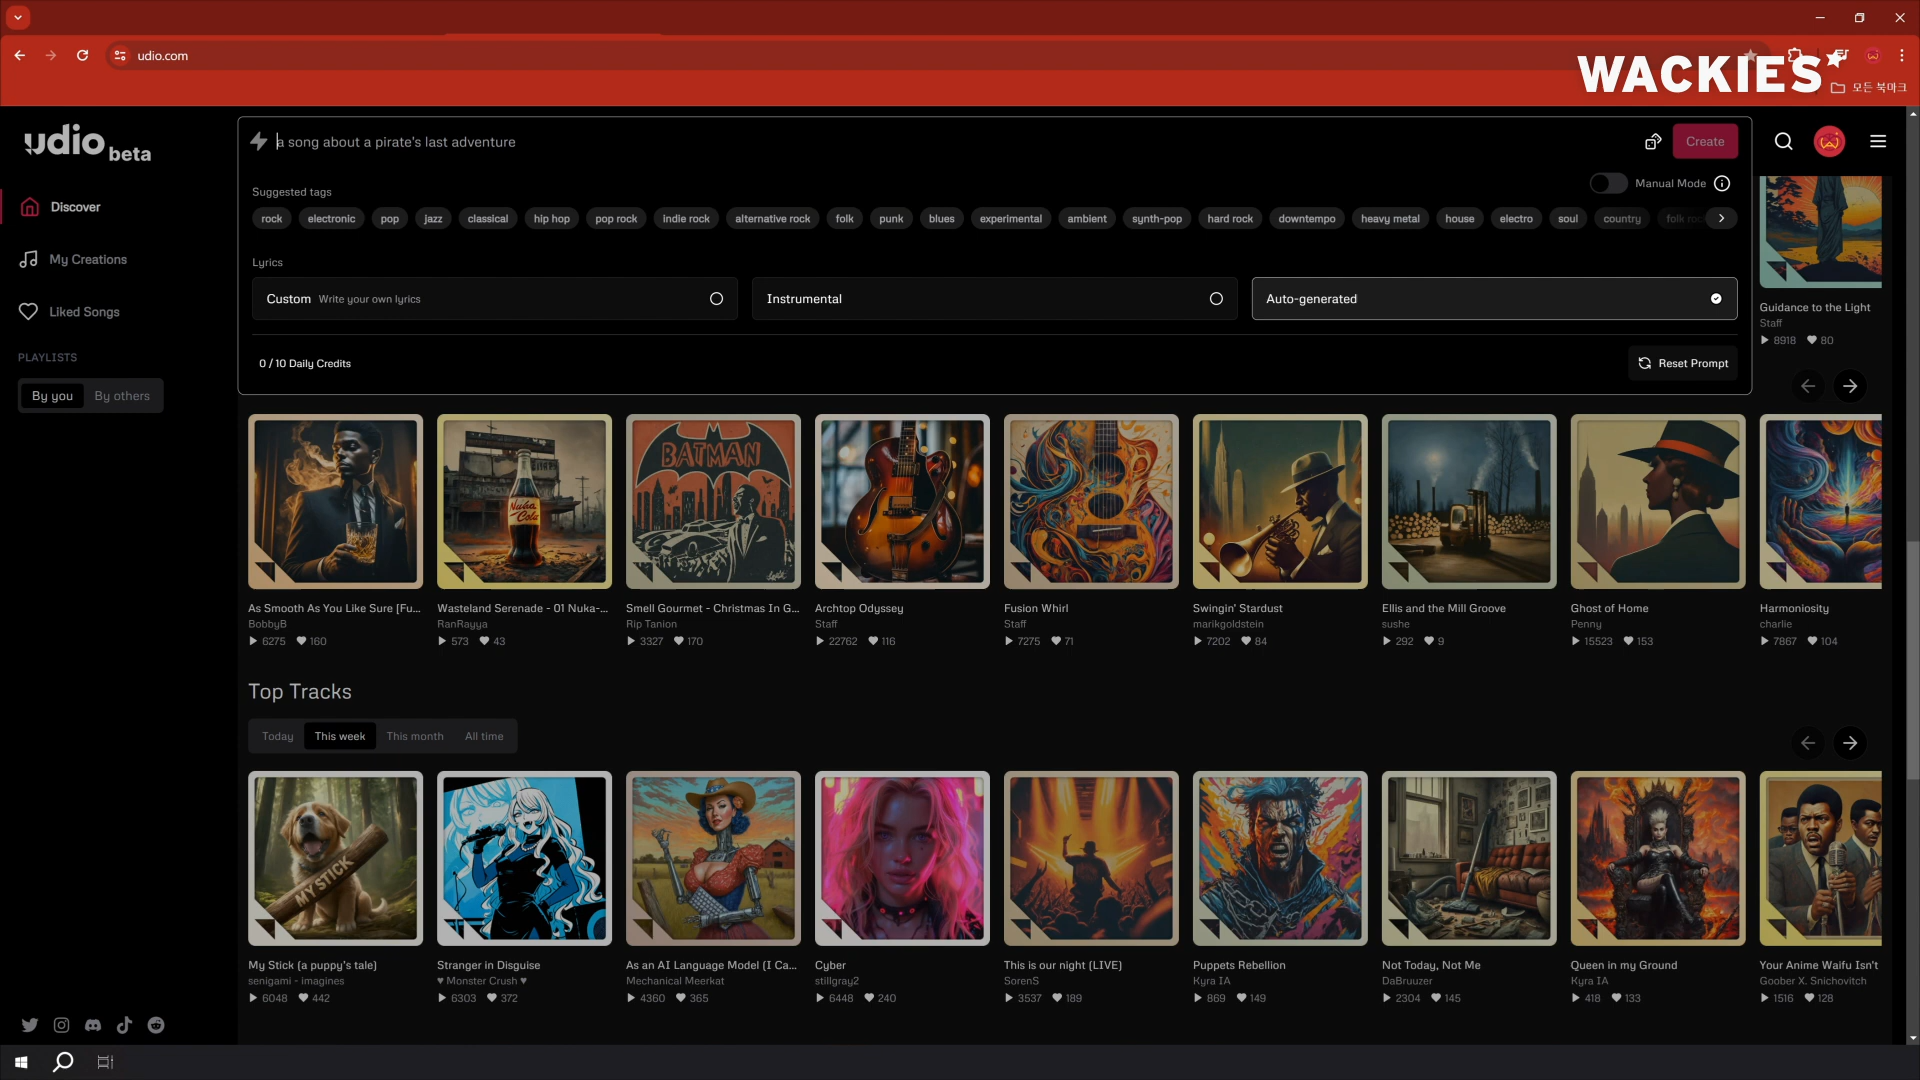 udio.com
WACKIES
모든 북마크
udio beta
a song about a pirate's last adventure
Create
Discover
My Creations
Liked Songs
PLAYLISTS
By you
By others
Suggested tags
Manual Mode
rock
electronic
pop
jazz
classical
hip hop
pop rock
indie rock
alternative rock
folk
punk
blues
experimental
ambient
synth-pop
hard rock
downtempo
heavy metal
house
electro
soul
country
Lyrics
Custom Write your own lyrics
Instrumental
Auto-generated
0 / 10 Daily Credits
Reset Prompt
Guidance to the Light
Staff
8918 80
BATMAN
Nuka Cola
As Smooth As You Like Sure [Fu...
BobbyB
6275 160
Wasteland Serenade - 01 Nuka-...
RanRayya
573 43
Smell Gourmet - Christmas In G...
Rip Tanion
3327 170
Archtop Odyssey
Staff
22762 116
Fusion Whirl
Staff
7275 71
Swingin' Stardust
marikgoldstein
7202 84
Ellis and the Mill Groove
sushe
292 9
Ghost of Home
Penny
15523 153
Harmoniosity
charlie
7867 104
Top Tracks
Today
This week
This month
All time
MY STICK
My Stick (a puppy's tale)
senigami - imagines
6048 442
Stranger in Disguise
♥ Monster Crush ♥
6303 372
As an AI Language Model (I Ca...
Mechanical Meerkat
4360 365
Cyber
stillgray2
6448 240
This is our night (LIVE)
SorenS
3537 189
Puppets Rebellion
Kyra IA
869 149
Not Today, Not Me
DaBruuzer
2304 145
Queen in my Ground
Kyra IA
418 133
Your Anime Waifu Isn't
Goober X. Snichovitch
1516 128